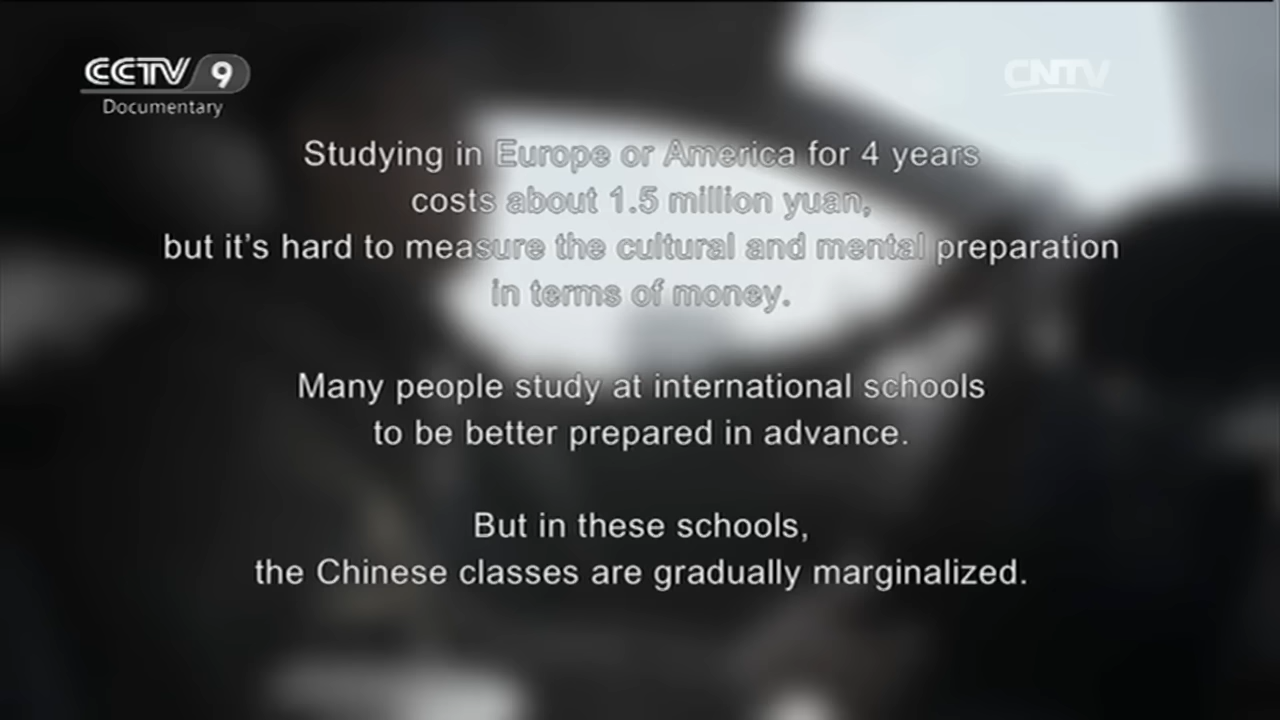 CCTV 9
CNTV
Documentary
Studying in Europe or America for 4 years
costs about 1.5 million yuan,
but it's hard to measure the cultural and mental preparation
in terms of money.
Many people study at international schools
to be better prepared in advance.
But in these schools,
the Chinese classes are gradually marginalized.